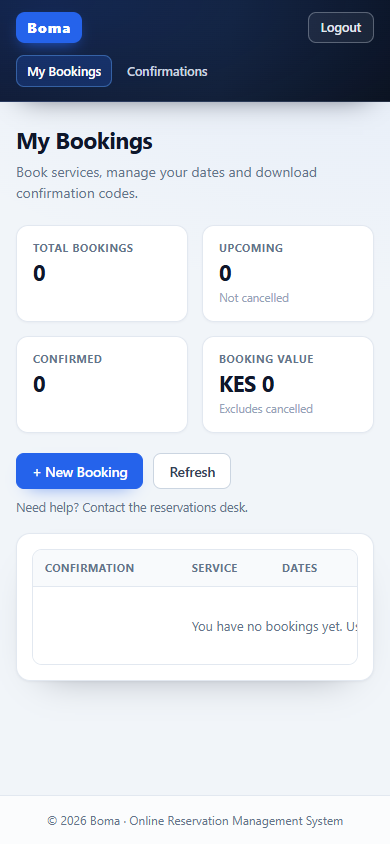 Boma
Logout
My Bookings
Confirmations
My Bookings
Book services, manage your dates and download
confirmation codes.
TOTAL BOOKINGS
0
UPCOMING
0
Not cancelled
CONFIRMED
0
BOOKING VALUE
KES 0
Excludes cancelled
+ New Booking
Refresh
Need help? Contact the reservations desk.
CONFIRMATION
SERVICE
DATES
You have no bookings yet.
© 2026 Boma · Online Reservation Management System